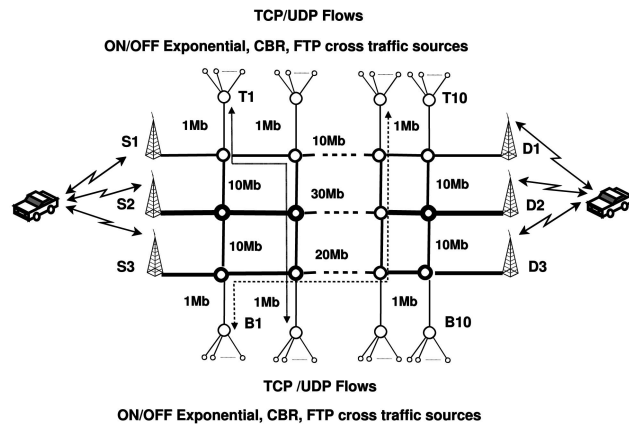 TCP/UDP Flows
ON/OFF Exponential, CBR, FTP cross traffic sources
T1 T10
1Mb 1Mb 10Mb 1Mb
S1 D1
10Mb 30Mb 10Mb
S2 D2
10Mb 20Mb 10Mb
S3 D3
1Mb 1Mb 1Mb
B1 B10
TCP /UDP Flows
ON/OFF Exponential, CBR, FTP cross traffic sources